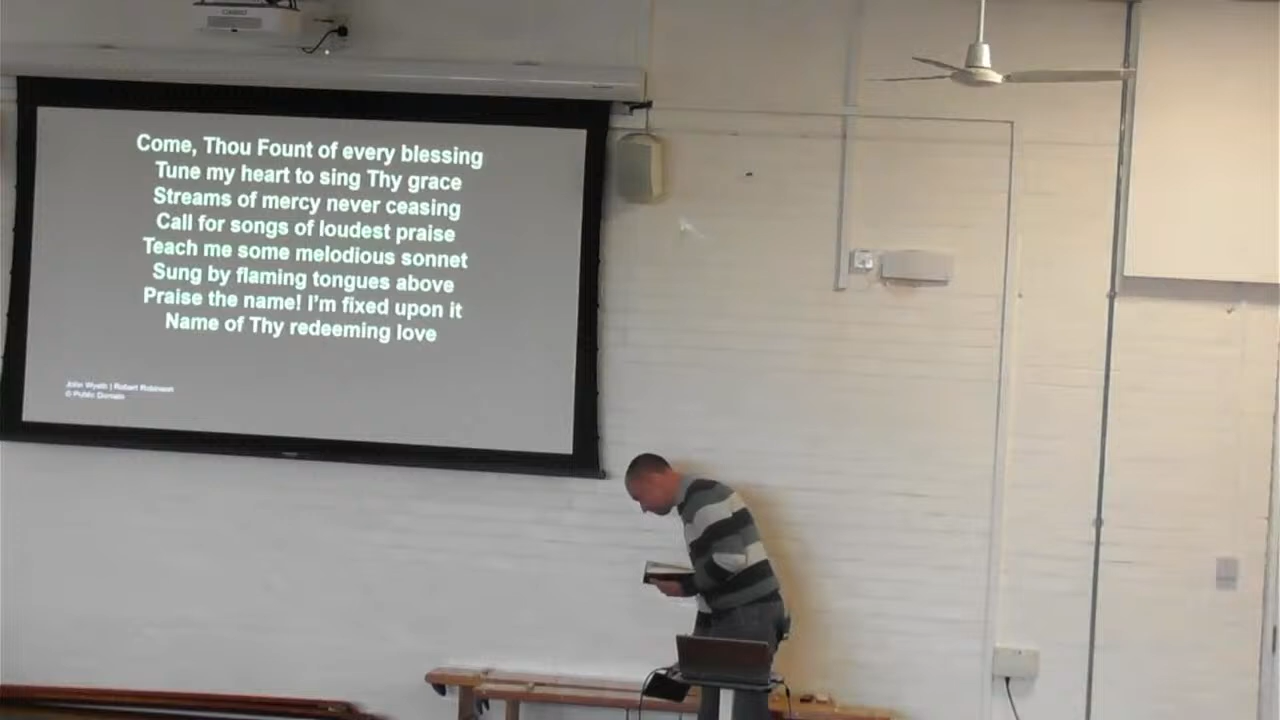 CASIO
Come, Thou Fount of every blessing
Tune my heart to sing Thy grace
Streams of mercy never ceasing
Call for songs of loudest praise
Teach me some melodious sonnet
Sung by flaming tongues above
Praise the name! I'm fixed upon it
Name of Thy redeeming love
John Wyeth | Robert Robinson
© Public Domain